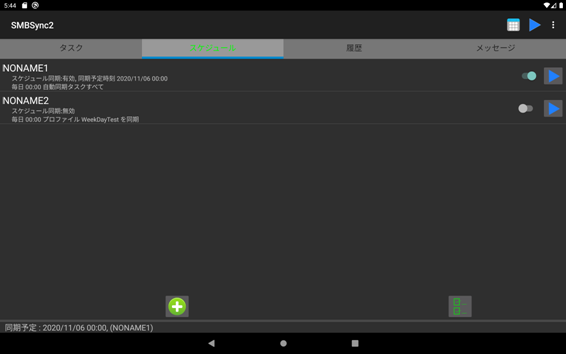 5:44
SMBSync2
タスク
スケジュール
履歴
メッセージ
NONAME1
スケジュール同期:有効, 同期予定時刻 2020/11/06 00:00
毎日 00:00 自動同期タスクすべて
NONAME2
スケジュール同期:無効
毎日 00:00 プロファイル WeekDayTest を同期
同期予定 : 2020/11/06 00:00, (NONAME1)